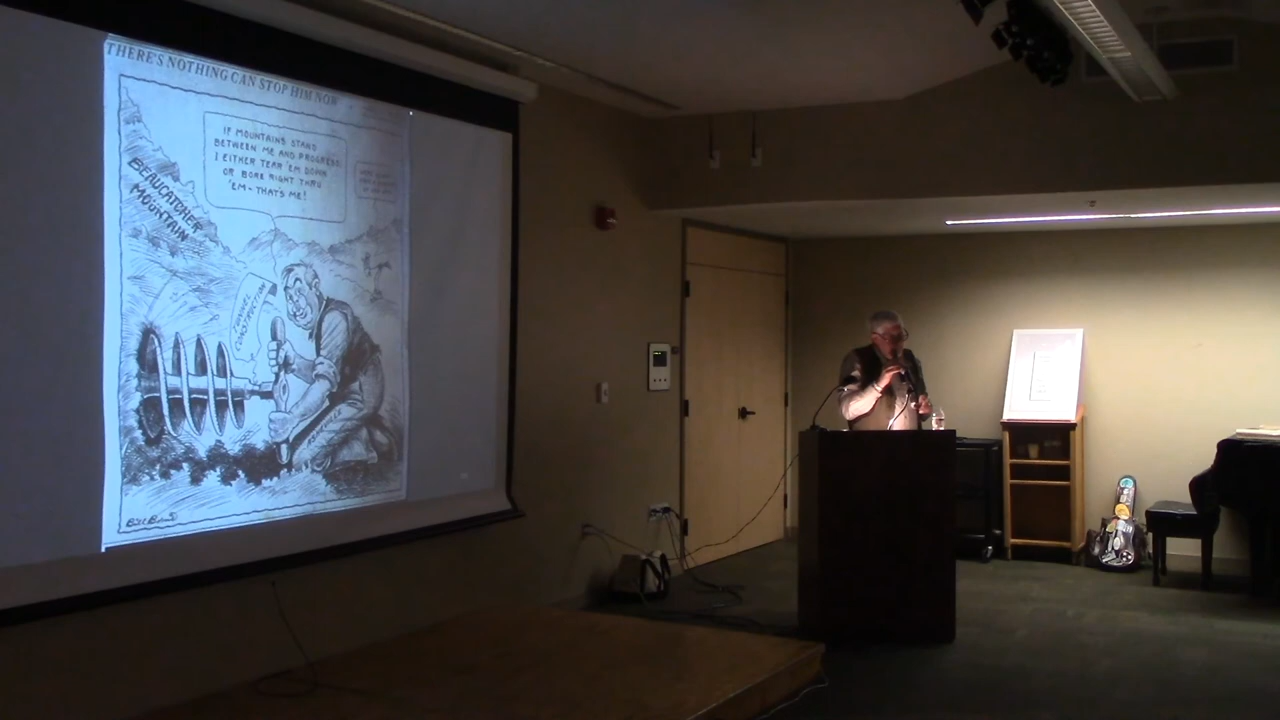 THERE'S NOTHING CAN STOP HIM NOW
IF MOUNTAINS STAND
BETWEEN ME AND PROGRESS
I EITHER TEAR 'EM DOWN
OR BORE RIGHT THRU
'EM - THAT'S ME!
BEAUCATCHER
MOUNTAIN
TUNNEL
CONSTRUCTION